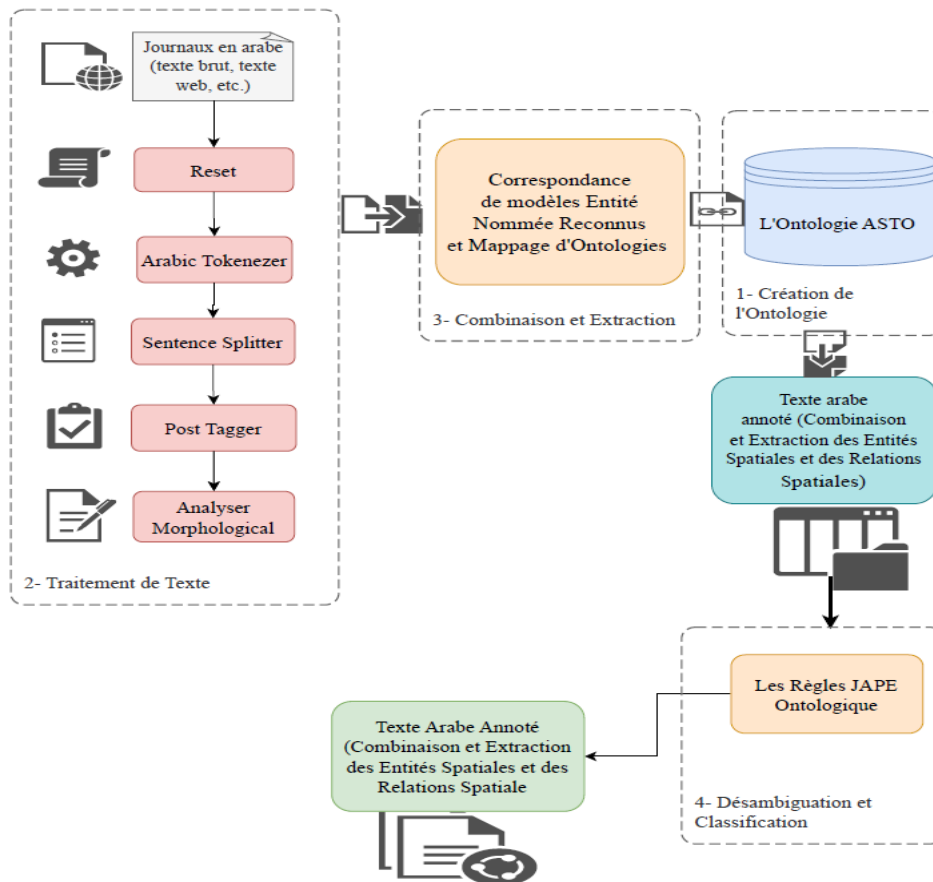 Journaux en arabe
(texte brut, texte
web, etc.)
Reset
Arabic Tokenezer
Sentence Splitter
Post Tagger
Analyser
Morphological
2- Traitement de Texte
Correspondance
de modèles Entité
Nommée Reconnus
et Mappage d'Ontologies
3- Combinaison et Extraction
L'Ontologie ASTO
1- Création de
l'Ontologie
Texte arabe
annoté (Combinaison
et Extraction des Entités
Spatiales et des Relations
Spatiales)
Les Règles JAPE
Ontologique
4- Désambiguation et
Classification
Texte Arabe Annoté
(Combinaison et Extraction
des Entités Spatiales et des
Relations Spatiale